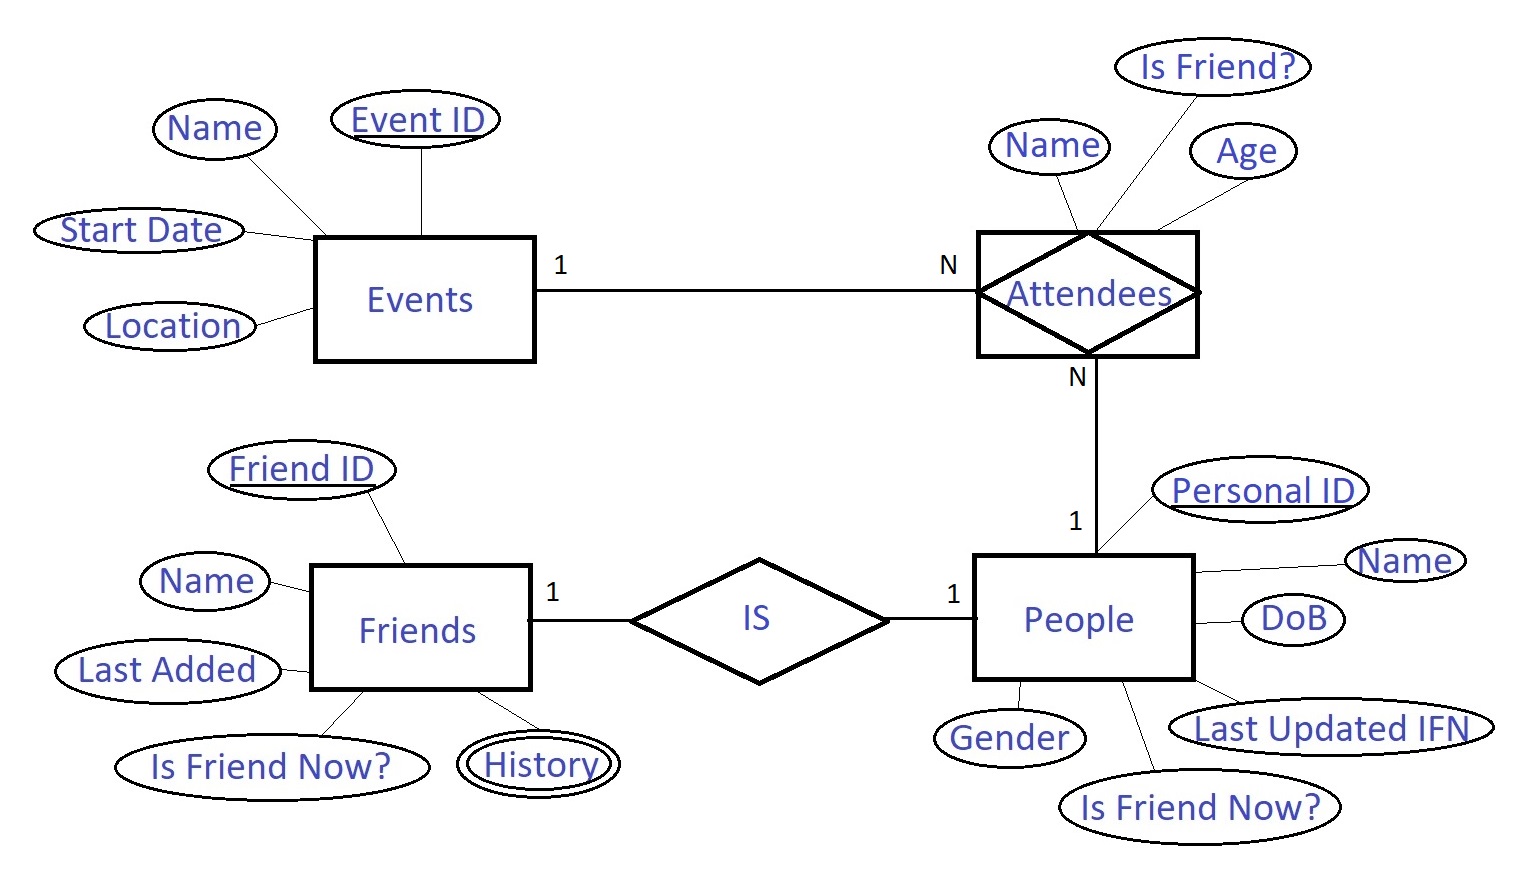 Is Friend?
Name
Event ID
Name
Age
Start Date
Events
1
N
Attendees
Location
N
Friend ID
Personal ID
1
Name
Name
1
IS
1
People
DoB
Friends
Last Added
Gender
Last Updated IFN
Is Friend Now?
History
Is Friend Now?